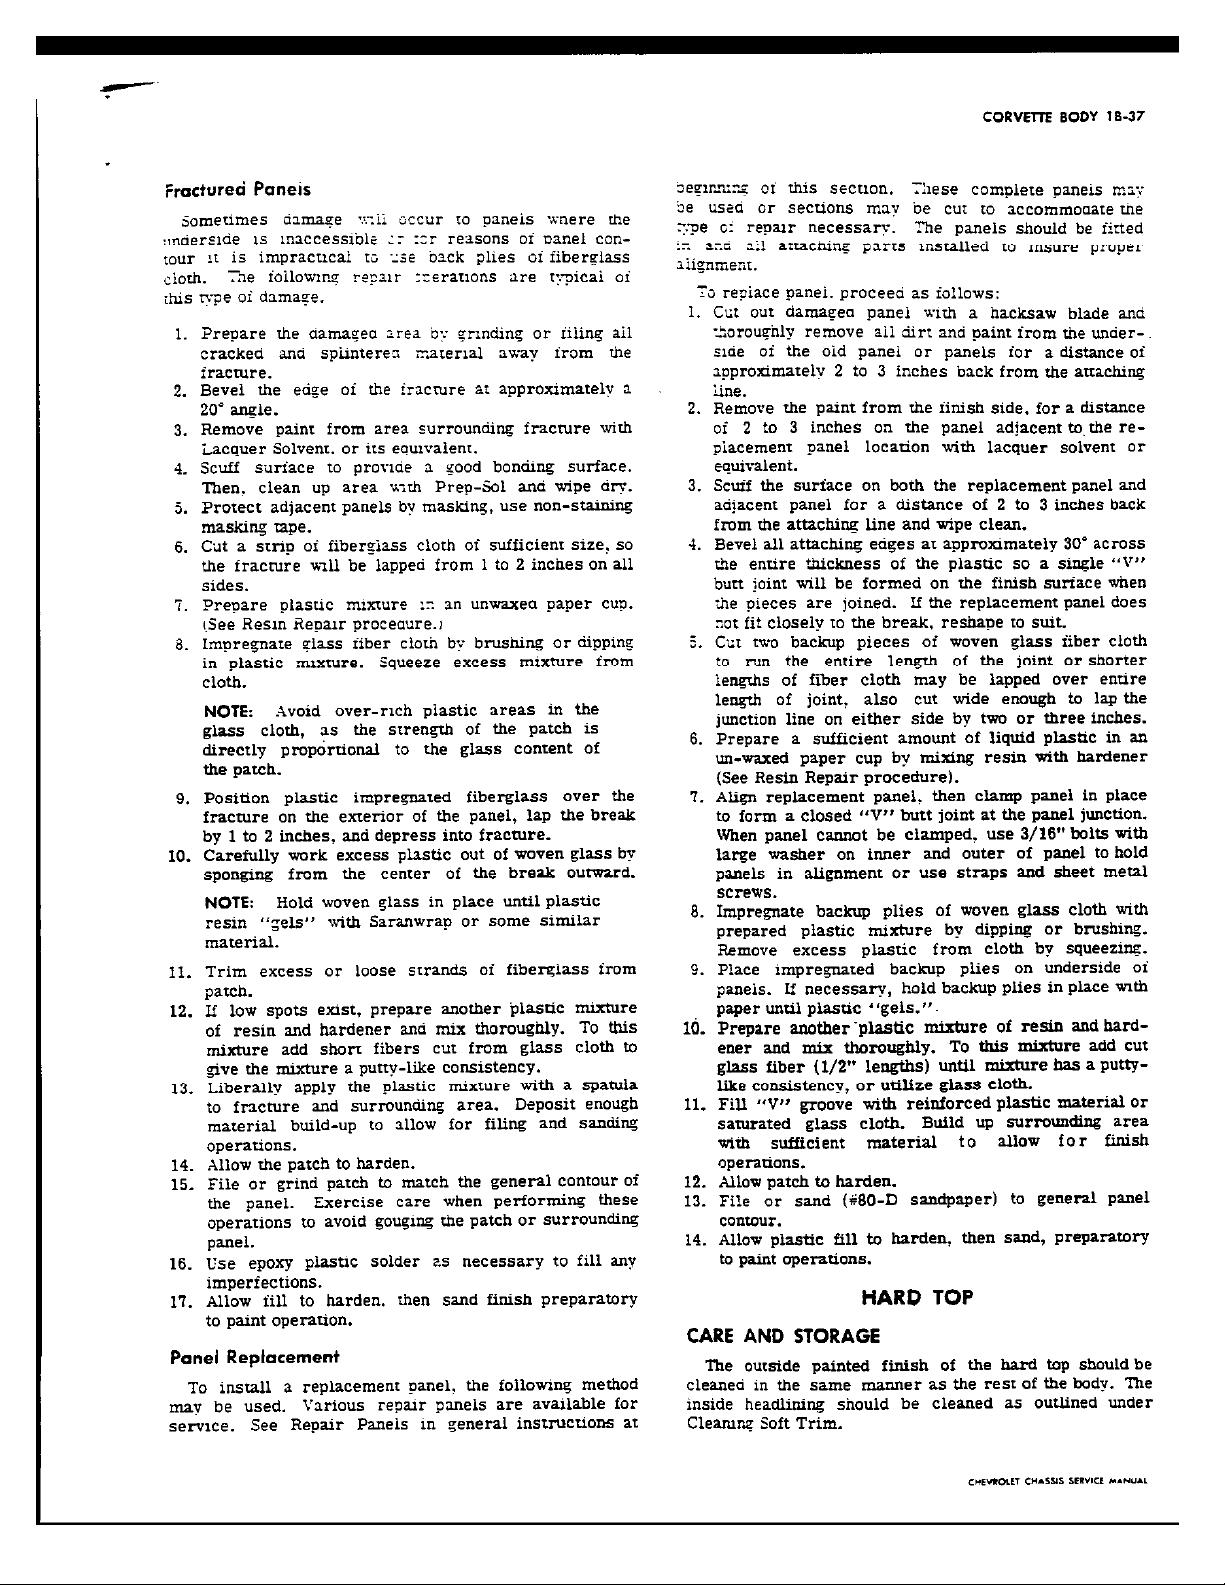 CORVETTE BODY 1B-37
Fractured Panels
Sometimes damage will occur to panels where the
underside is inaccessible or for reasons of panel con-
tour it is impractical to use back plies of fiberglass
cloth. The following repair operations are typical of
this type of damage.
1. Prepare the damaged area by grinding or filing all
cracked and splintered material away from the
fracture.
2. Bevel the edge of the fracture at approximately a
20° angle.
3. Remove paint from area surrounding fracture with
Lacquer Solvent, or its equivalent.
4. Scuff surface to provide a good bonding surface.
Then, clean up area with Prep-Sol and wipe dry.
5. Protect adjacent panels by masking, use non-staining
masking tape.
6. Cut a strip of fiberglass cloth of sufficient size, so
the fracture will be lapped from 1 to 2 inches on all
sides.
7. Prepare plastic mixture in an unwaxed paper cup.
(See Resin Repair procedure.)
8. Impregnate glass fiber cloth by brushing or dipping
in plastic mixture. Squeeze excess mixture from
cloth.
NOTE: Avoid over-rich plastic areas in the
glass cloth, as the strength of the patch is
directly proportional to the glass content of
the patch.
9. Position plastic impregnated fiberglass over the
fracture on the exterior of the panel, lap the break
by 1 to 2 inches, and depress into fracture.
10. Carefully work excess plastic out of woven glass by
sponging from the center of the break outward.
NOTE: Hold woven glass in place until plastic
resin "gels" with Saranwrap or some similar
material.
11. Trim excess or loose strands of fiberglass from
patch.
12. If low spots exist, prepare another plastic mixture
of resin and hardener and mix thoroughly. To this
mixture add short fibers cut from glass cloth to
give the mixture a putty-like consistency.
13. Liberally apply the plastic mixture with a spatula
to fracture and surrounding area. Deposit enough
material build-up to allow for filing and sanding
operations.
14. Allow the patch to harden.
15. File or grind patch to match the general contour of
the panel. Exercise care when performing these
operations to avoid gouging the patch or surrounding
panel.
16. Use epoxy plastic solder as necessary to fill any
imperfections.
17. Allow fill to harden, then sand finish preparatory
to paint operation.
Panel Replacement
To install a replacement panel, the following method
may be used. Various repair panels are available for
service. See Repair Panels in general instructions at
beginning of this section. These complete panels may
be used or sections may be cut to accommodate the
type of repair necessary. The panels should be fitted
in and all attaching parts installed to insure proper
alignment.
To replace panel, proceed as follows:
1. Cut out damaged panel with a hacksaw blade and
thoroughly remove all dirt and paint from the under-
side of the old panel or panels for a distance of
approximately 2 to 3 inches back from the attaching
line.
2. Remove the paint from the finish side, for a distance
of 2 to 3 inches on the panel adjacent to the re-
placement panel location with lacquer solvent or
equivalent.
3. Scuff the surface on both the replacement panel and
adjacent panel for a distance of 2 to 3 inches back
from the attaching line and wipe clean.
4. Bevel all attaching edges at approximately 30° across
the entire thickness of the plastic so a single "V"
butt joint will be formed on the finish surface when
the pieces are joined. If the replacement panel does
not fit closely to the break, reshape to suit.
5. Cut two backup pieces of woven glass fiber cloth
to run the entire length of the joint or shorter
lengths of fiber cloth may be lapped over entire
length of joint, also cut wide enough to lap the
junction line on either side by two or three inches.
6. Prepare a sufficient amount of liquid plastic in an
un-waxed paper cup by mixing resin with hardener
(See Resin Repair procedure).
7. Align replacement panel, then clamp panel in place
to form a closed "V" butt joint at the panel junction.
When panel cannot be clamped, use 3/16" bolts with
large washer on inner and outer of panel to hold
panels in alignment or use straps and sheet metal
screws.
8. Impregnate backup plies of woven glass cloth with
prepared plastic mixture by dipping or brushing.
Remove excess plastic from cloth by squeezing.
9. Place impregnated backup plies on underside of
panels. If necessary, hold backup plies in place with
paper until plastic "gels."
10. Prepare another plastic mixture of resin and hard-
ener and mix thoroughly. To this mixture add cut
glass fiber (1/2" lengths) until mixture has a putty-
like consistency, or utilize glass cloth.
11. Fill "V" groove with reinforced plastic material or
saturated glass cloth. Build up surrounding area
with sufficient material to allow for finish
operations.
12. Allow patch to harden.
13. File or sand (#80-D sandpaper) to general panel
contour.
14. Allow plastic fill to harden, then sand, preparatory
to paint operations.
HARD TOP
CARE AND STORAGE
The outside painted finish of the hard top should be
cleaned in the same manner as the rest of the body. The
inside headlining should be cleaned as outlined under
Cleaning Soft Trim.
CHEVROLET CHASSIS SERVICE MANUAL